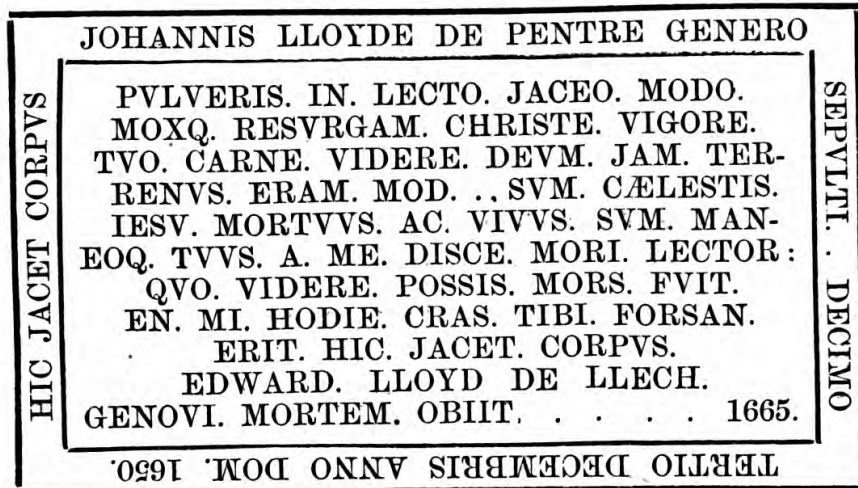 HIC JACET CORPVS
JOHANNIS LLOYDE DE PENTRE GENERO
SEPVLTI. . DECIMO
TERTIO DECEMBRIS ANNO DOM. 1650.
PVLVERIS. IN. LECTO. JACEO. MODO.
MOXQ. RESVRGAM. CHRISTE. VIGORE.
TVO. CARNE. VIDERE. DEVM. JAM. TER-
RENVS. ERAM. MOD. .. SVM. CÆLESTIS.
IESV. MORTVVS. AC. VIVVS. SVM. MAN-
EOQ. TVVS. A. ME. DISCE. MORI. LECTOR:
QVO. VIDERE. POSSIS. MORS. FVIT.
EN. MI. HODIE. CRAS. TIBI. FORSAN.
ERIT. HIC. JACET. CORPVS.
EDWARD. LLOYD DE LLECH.
GENOVI. MORTEM. OBIIT. . . . . 1665.